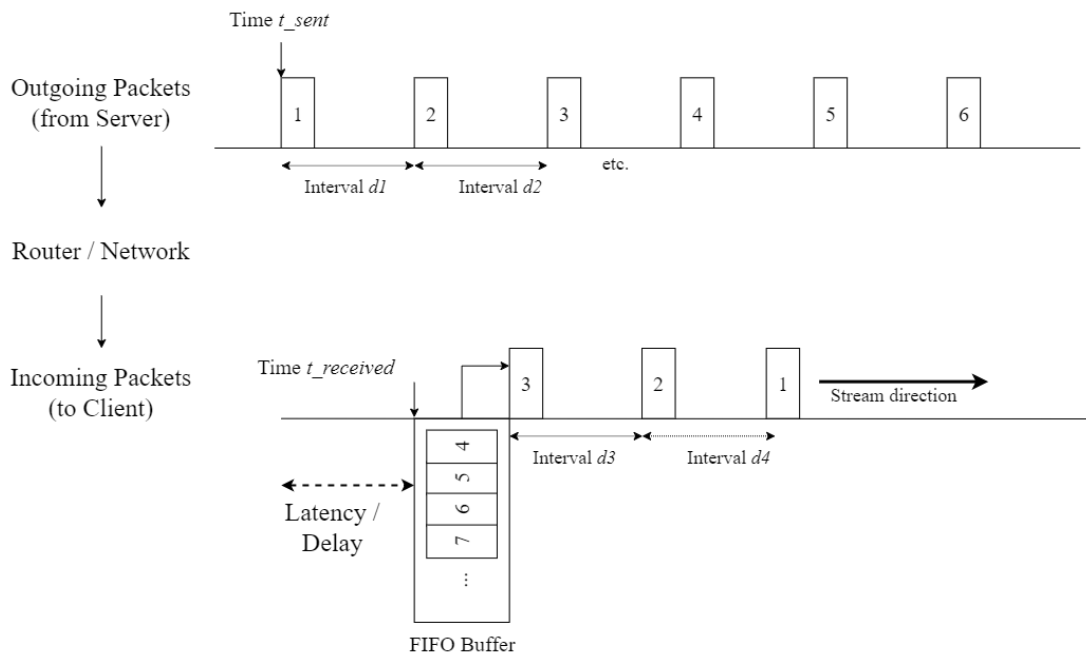 Time t_sent
Outgoing Packets
(from Server)
1
2
3
4
5
6
Interval d1
Interval d2
etc.
Router / Network
Incoming Packets
(to Client)
Time t_received
3
2
1
Stream direction
Interval d3
Interval d4
Latency /
Delay
4
5
6
7
...
FIFO Buffer